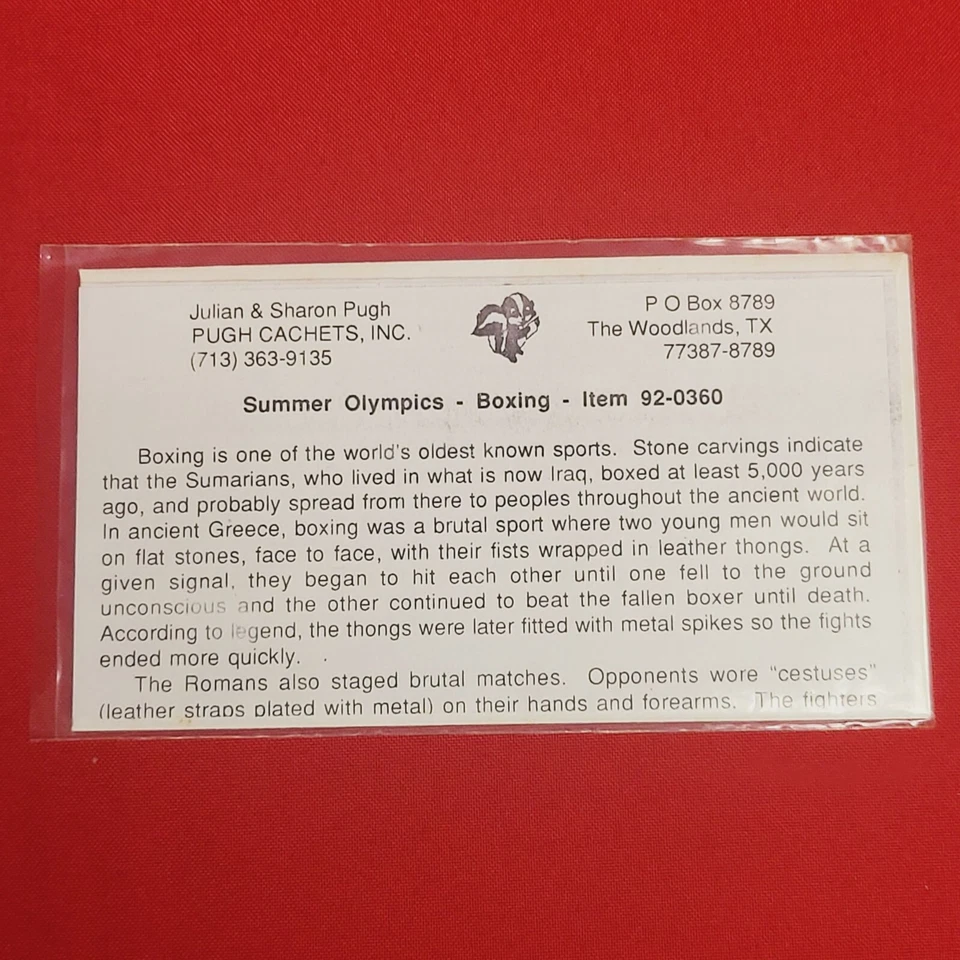 Julian & Sharon Pugh
PUGH CACHETS, INC.
(713) 363-9135
P O Box 8789
The Woodlands, TX
77387-8789
Summer Olympics - Boxing - Item 92-0360
Boxing is one of the world's oldest known sports. Stone carvings indicate
that the Sumarians, who lived in what is now Iraq, boxed at least 5,000 years
ago, and probably spread from there to peoples throughout the ancient world.
In ancient Greece, boxing was a brutal sport where two young men would sit
on flat stones, face to face, with their fists wrapped in leather thongs. At a
given signal, they began to hit each other until one fell to the ground
unconscious and the other continued to beat the fallen boxer until death.
According to legend, the thongs were later fitted with metal spikes so the fights
ended more quickly.
The Romans also staged brutal matches. Opponents wore "cestuses"
(leather straps plated with metal) on their hands and forearms. The fighters